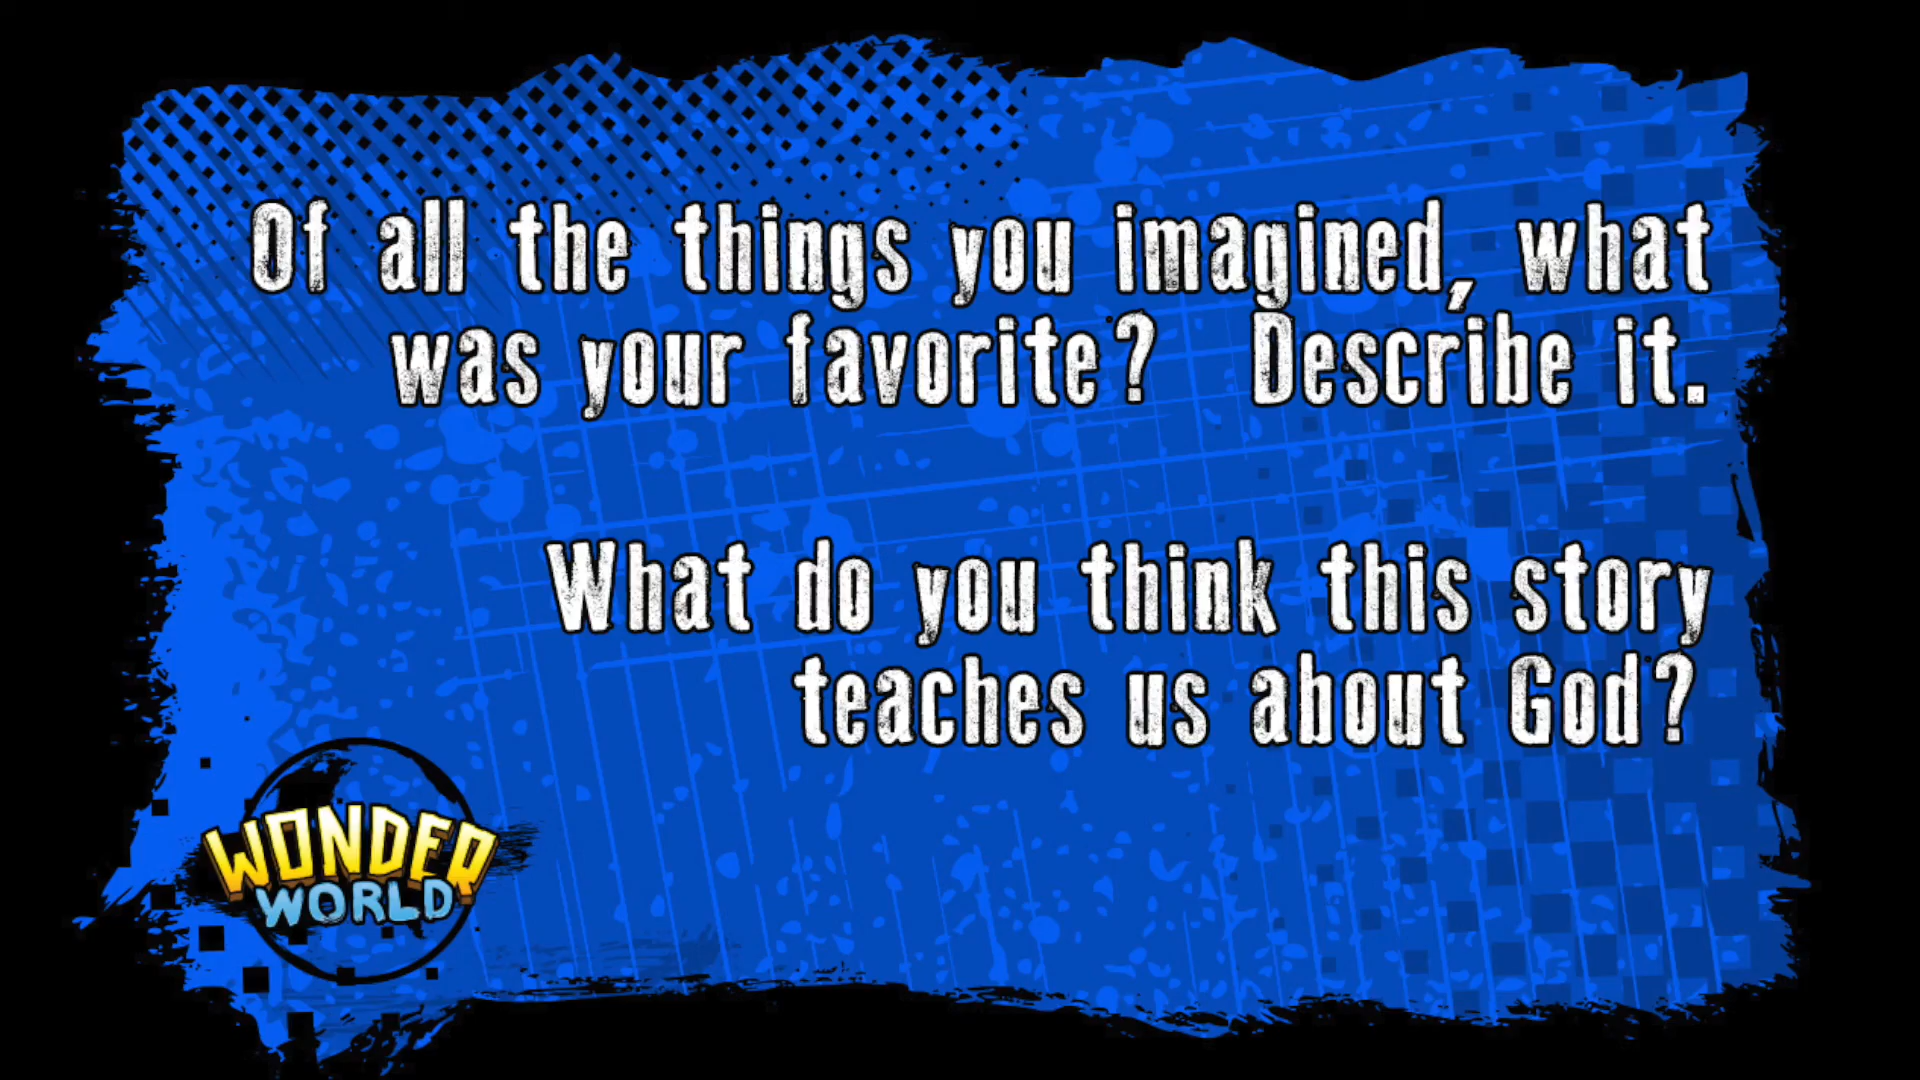 Of all the things you imagined, what
was your favorite? Describe it.
What do you think this story
teaches us about God?
WONDER
WORLD